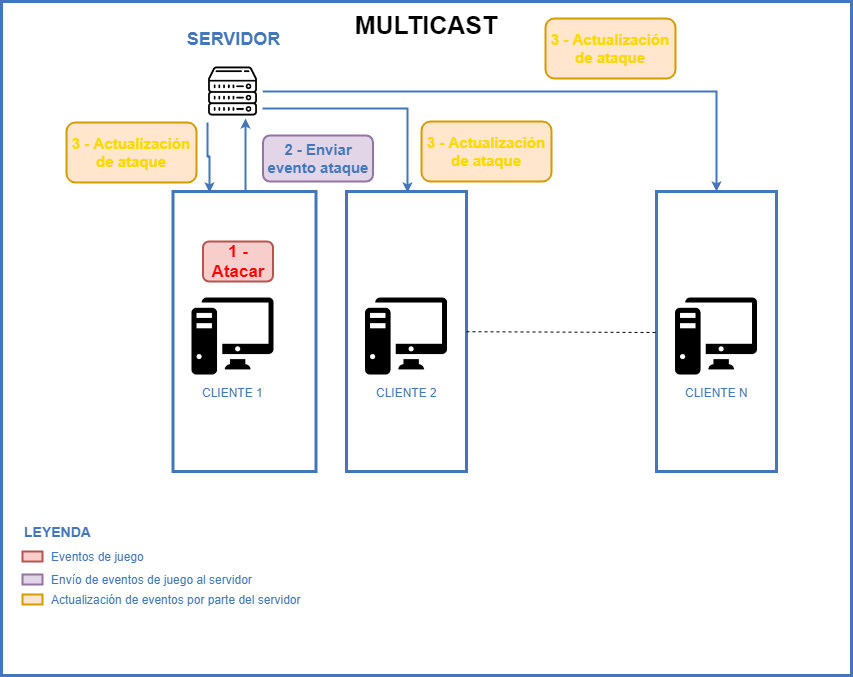 MULTICAST
SERVIDOR
3 - Actualización
de ataque
3 - Actualización
de ataque
2 - Enviar
evento ataque
3 - Actualización
de ataque
1 -
Atacar
CLIENTE 1
CLIENTE 2
CLIENTE N
LEYENDA
Eventos de juego
Envío de eventos de juego al servidor
Actualización de eventos por parte del servidor